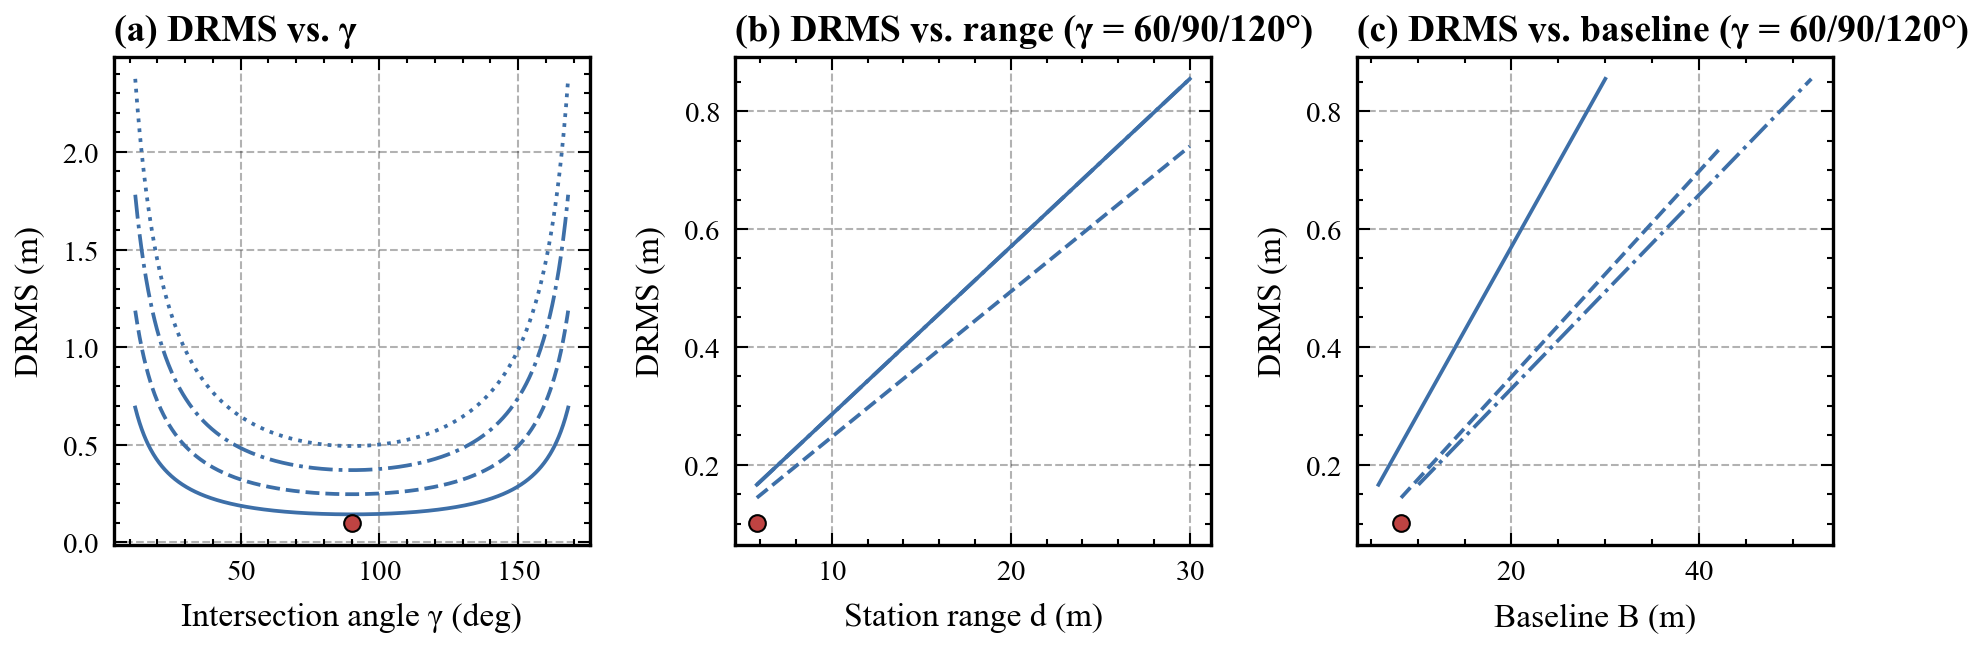 (a) DRMS vs. γ
(b) DRMS vs. range (γ = 60/90/120°)
(c) DRMS vs. baseline (γ = 60/90/120°)
DRMS (m)
2.0
1.5
1.0
0.5
0.0
50 100 150
Intersection angle γ (deg)
DRMS (m)
0.8
0.6
0.4
0.2
10 20 30
Station range d (m)
DRMS (m)
0.8
0.6
0.4
0.2
20 40
Baseline B (m)